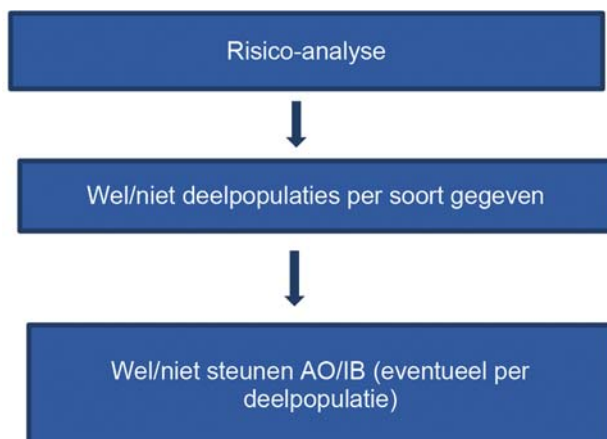 Risico-analyse
Wel/niet deelpopulaties per soort gegeven
Wel/niet steunen AO/IB (eventueel per
deelpopulatie)